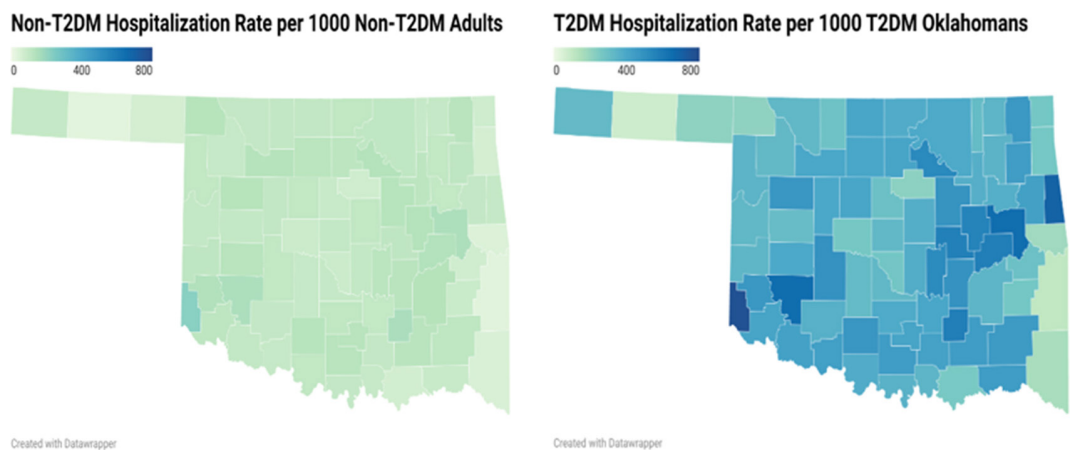 Non-T2DM Hospitalization Rate per 1000 Non-T2DM Adults
0 400 800
Created with Datawrapper
T2DM Hospitalization Rate per 1000 T2DM Oklahomans
0 400 800
Created with Datawrapper